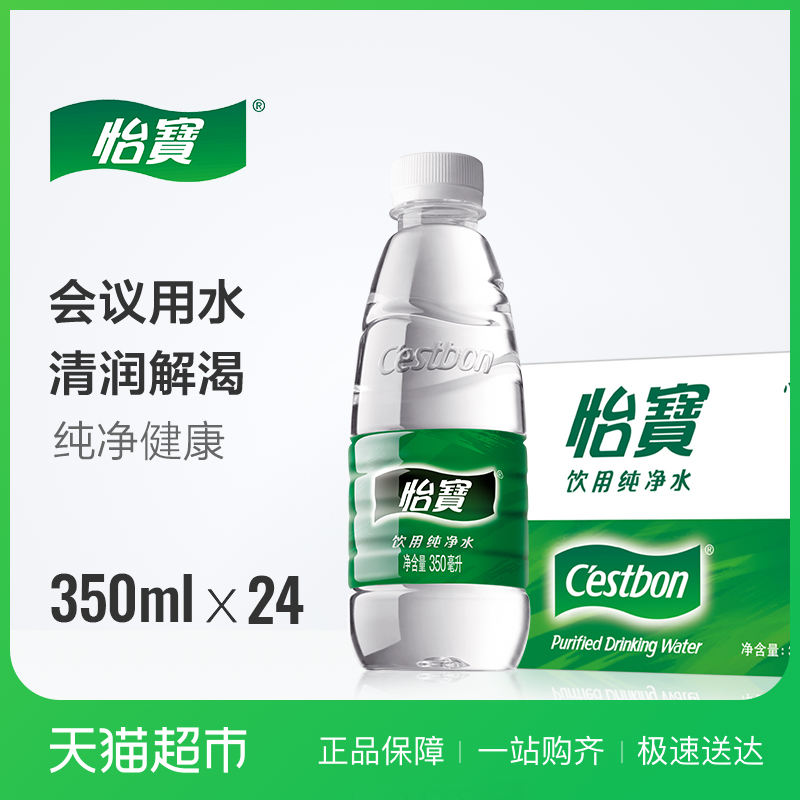 怡寶®
会议用水
清润解渴
纯净健康
350ml x 24
C'estbon
怡寶®
饮用纯净水
净含量 350毫升
怡寶
饮用纯净水
C'estbon®
Purified Drinking Water
净含量:
天猫超市
正品保障 | 一站购齐 | 极速送达